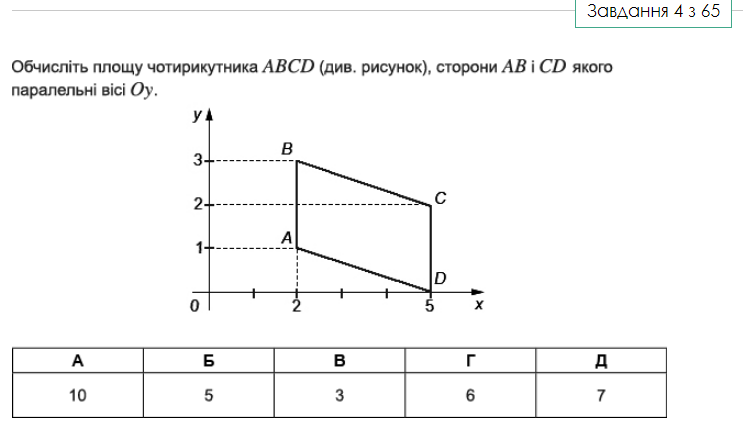 Завдання 4 з 65
Обчисліть площу чотирикутника ABCD (див. рисунок), сторони AB і CD якого
паралельні вісі Oy.
y
B
3
2
C
A
1
D
0
2
5
x
А Б В Г Д
10 5 3 6 7